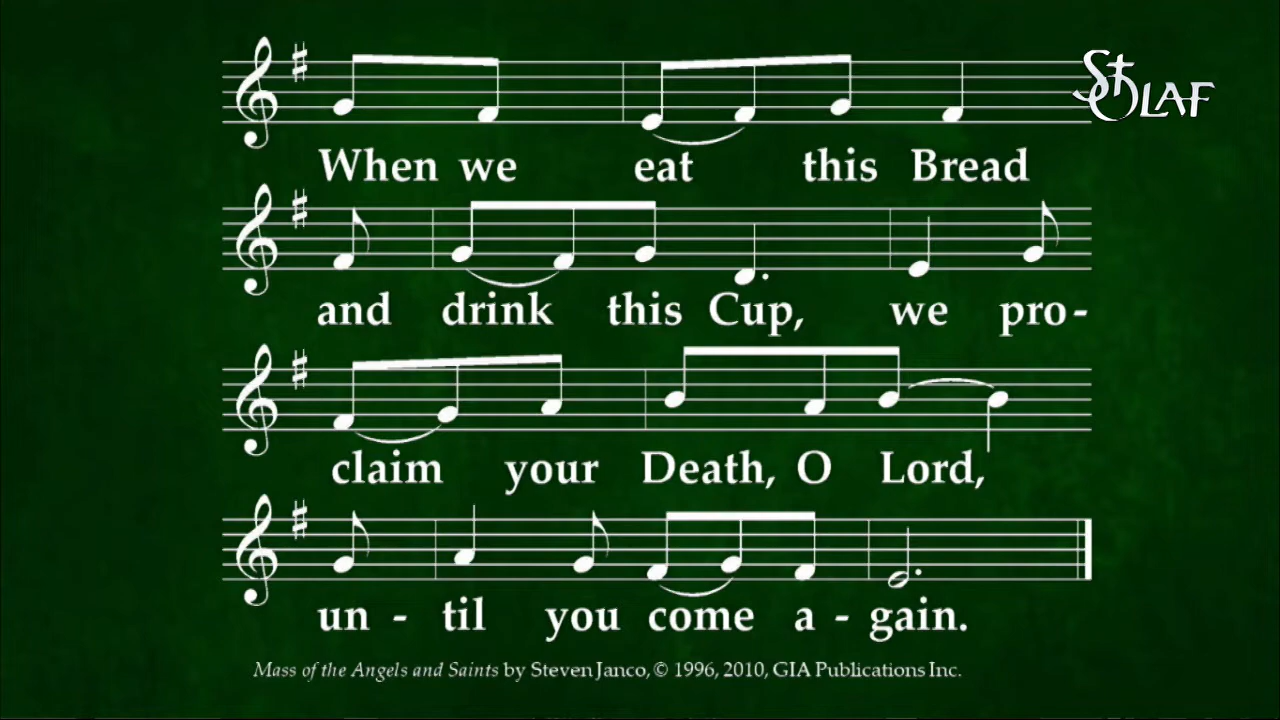 St OLAF
When we eat this Bread
and drink this Cup, we pro-
claim your Death, O Lord,
un - til you come a - gain.
Mass of the Angels and Saints by Steven Janco, © 1996, 2010, GIA Publications Inc.